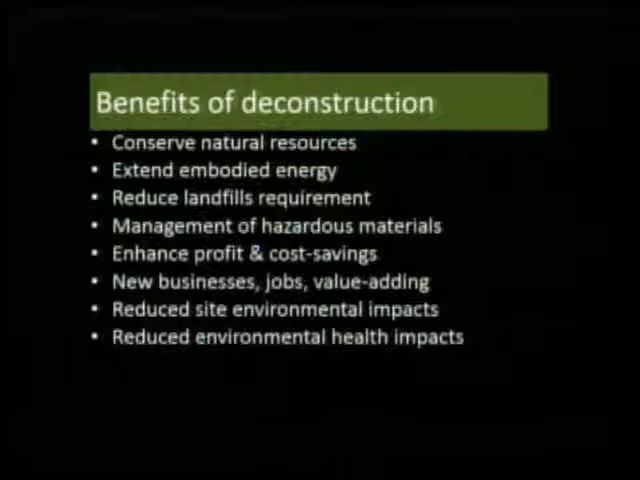 Benefits of deconstruction
• Conserve natural resources
• Extend embodied energy
• Reduce landfills requirement
• Management of hazardous materials
• Enhance profit & cost-savings
• New businesses, jobs, value-adding
• Reduced site environmental impacts
• Reduced environmental health impacts